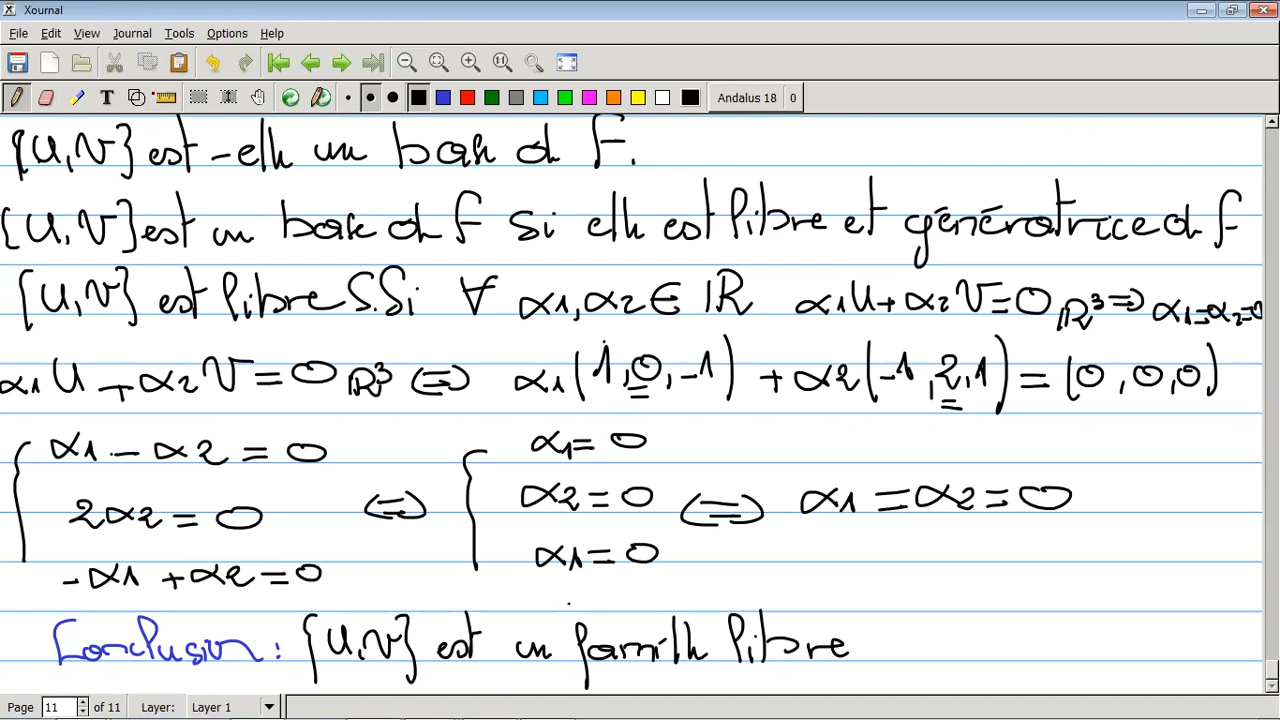 Xournal
File Edit View Journal Tools Options Help
Andalus 18 0
{U,V} est-elle une base de F.
{U,V} est une base de F si elle est libre et génératrice de F
{U,V} est libre S.Si ∀ α1,α2 ∈ ℝ α1U+α2V=0ℝ³ ⇒ α1=α2=0
α1U + α2V = 0ℝ³ ⇔ α1(1,0,-1) + α2(-1,2,1) = (0,0,0)
{ α1 - α2 = 0
2α2 = 0
-α1 + α2 = 0
⇔ { α1 = 0
α2 = 0
α1 = 0
⇔ α1 = α2 = 0
Conclusion : {U,V} est une famille libre
Page 11 of 11 Layer: Layer 1